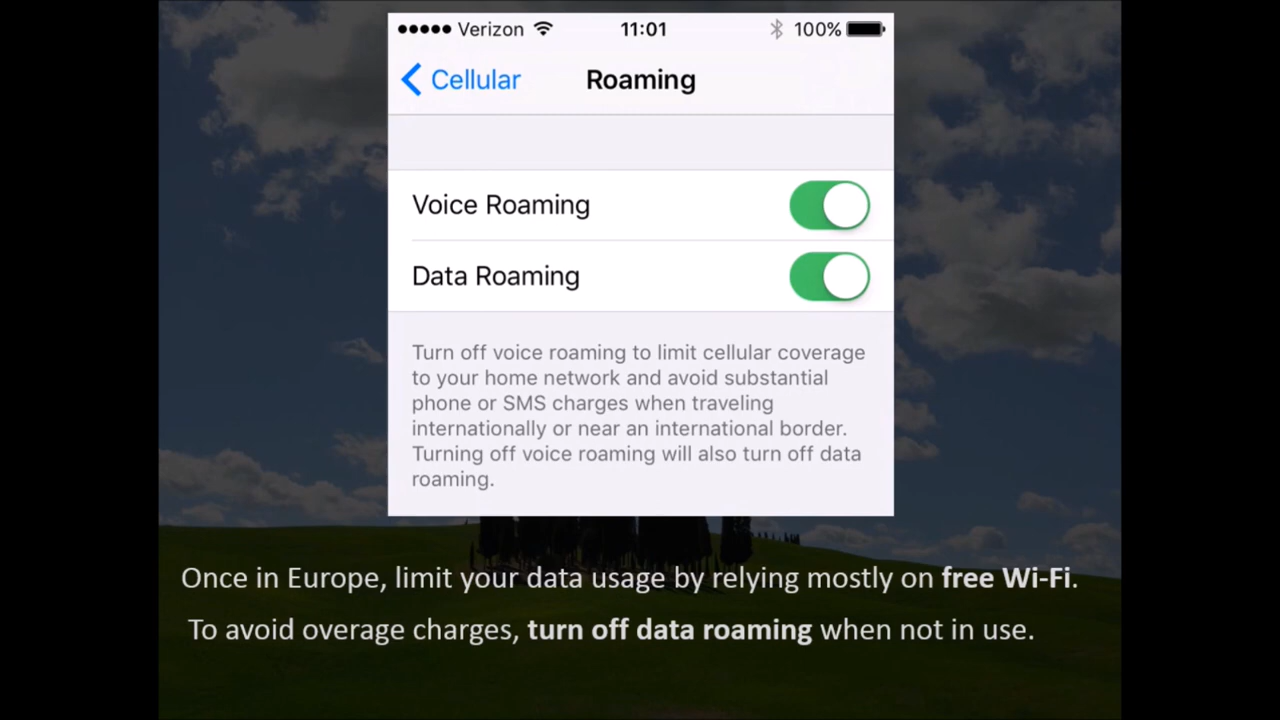 ●●●●● Verizon 11:01 100%
Cellular Roaming
Voice Roaming
Data Roaming
Turn off voice roaming to limit cellular coverage
to your home network and avoid substantial
phone or SMS charges when traveling
internationally or near an international border.
Turning off voice roaming will also turn off data
roaming.
Once in Europe, limit your data usage by relying mostly on free Wi-Fi.
To avoid overage charges, turn off data roaming when not in use.